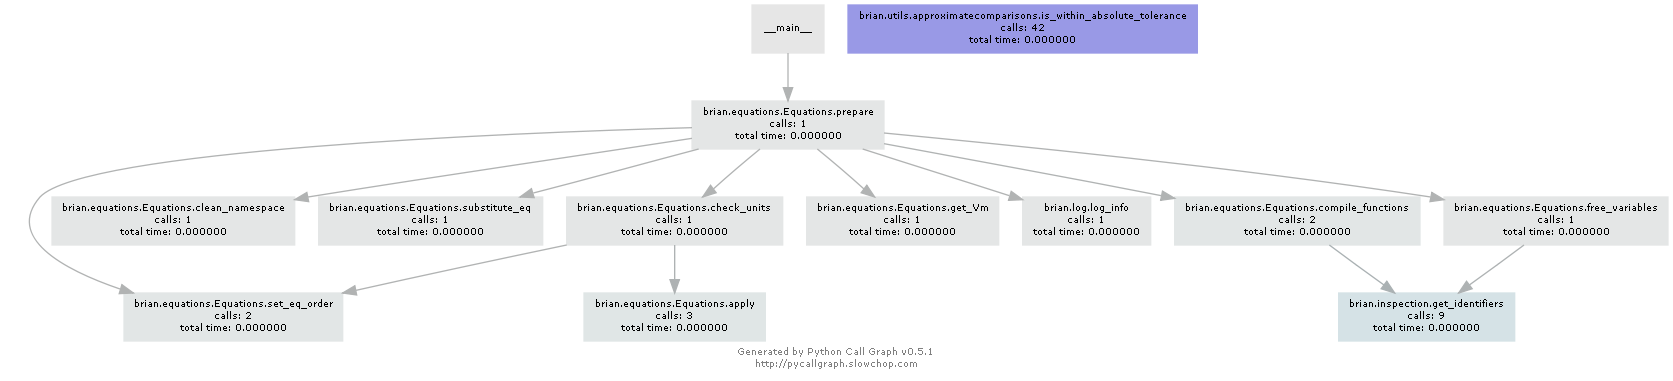 __main__
brian.utils.approximatecomparisons.is_within_absolute_tolerance
calls: 42
total time: 0.000000
brian.equations.Equations.prepare
calls: 1
total time: 0.000000
brian.equations.Equations.clean_namespace
calls: 1
total time: 0.000000
brian.equations.Equations.substitute_eq
calls: 1
total time: 0.000000
brian.equations.Equations.check_units
calls: 1
total time: 0.000000
brian.equations.Equations.get_Vm
calls: 1
total time: 0.000000
brian.log.log_info
calls: 1
total time: 0.000000
brian.equations.Equations.compile_functions
calls: 2
total time: 0.000000
brian.equations.Equations.free_variables
calls: 1
total time: 0.000000
brian.equations.Equations.set_eq_order
calls: 2
total time: 0.000000
brian.equations.Equations.apply
calls: 3
total time: 0.000000
brian.inspection.get_identifiers
calls: 9
total time: 0.000000
Generated by Python Call Graph v0.5.1
http://pycallgraph.slowchop.com